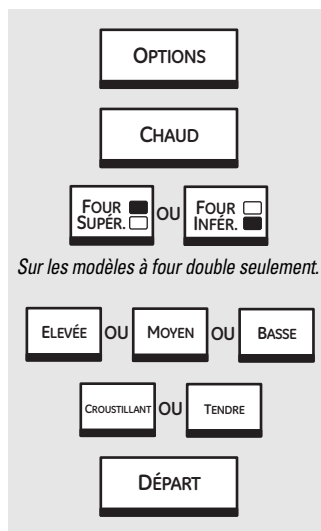 OPTIONS
CHAUD
FOUR SUPÉR. OU FOUR INFÉR.
Sur les modèles à four double seulement.
ELEVÉE OU MOYEN OU BASSE
CROUSTILLANT OU TENDRE
DÉPART